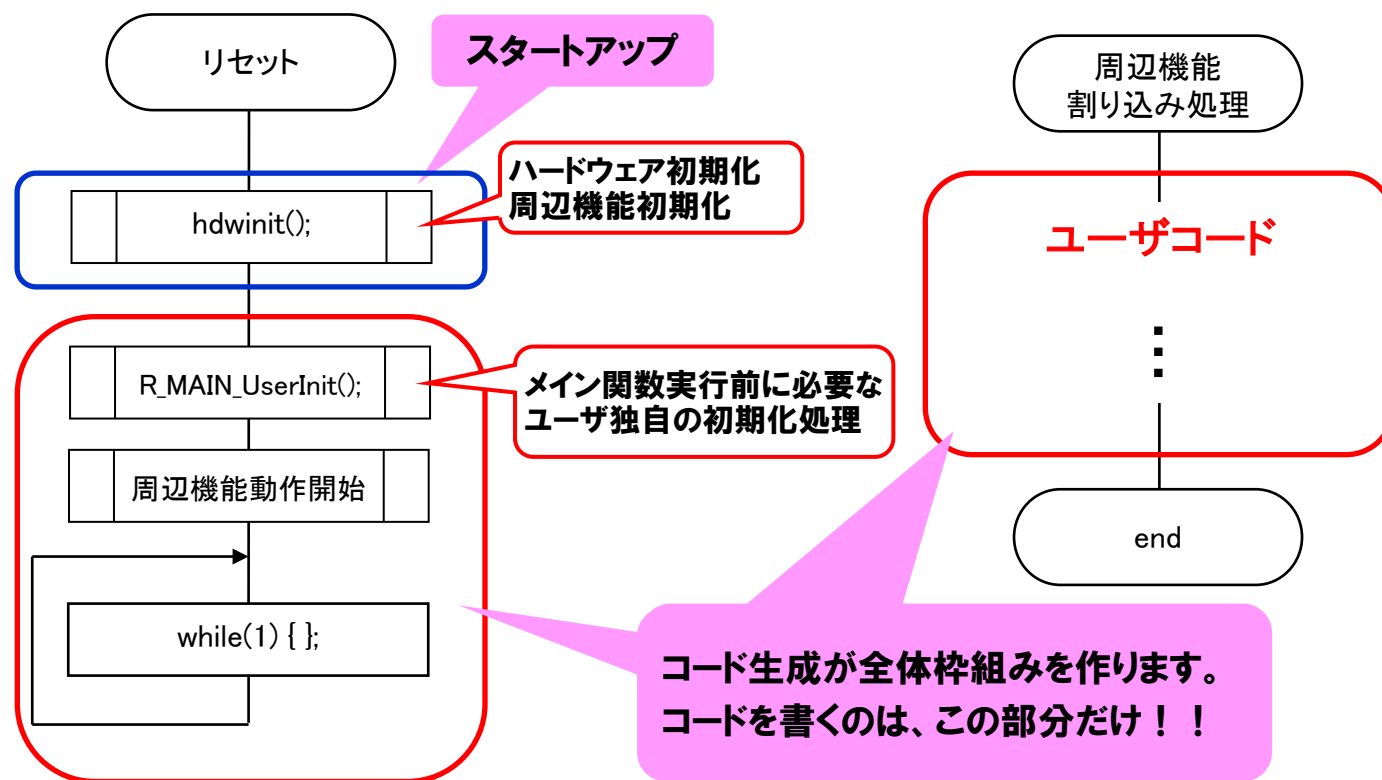 リセット
スタートアップ
hdwinit();
ハードウェア初期化
周辺機能初期化
R_MAIN_UserInit();
メイン関数実行前に必要な
ユーザ独自の初期化処理
周辺機能動作開始
while(1) { };
周辺機能
割り込み処理
ユーザコード
⋮
end
コード生成が全体枠組みを作ります。
コードを書くのは、この部分だけ！！